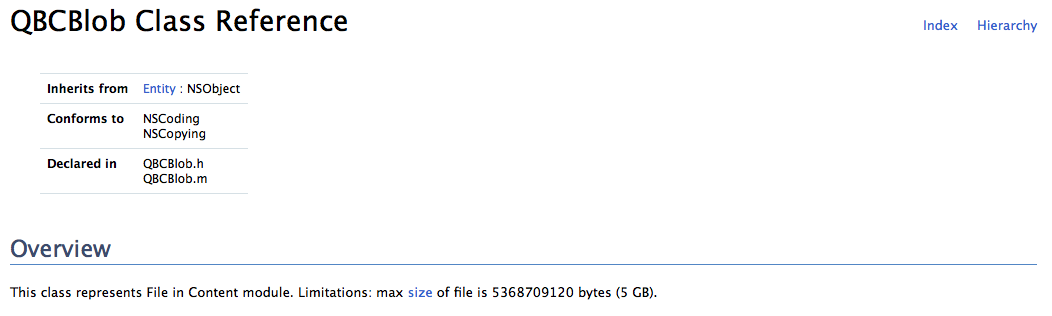 QBCBlob Class Reference
Index Hierarchy
Inherits from Entity : NSObject
Conforms to NSCoding
NSCopying
Declared in QBCBlob.h
QBCBlob.m
Overview
This class represents File in Content module. Limitations: max size of file is 5368709120 bytes (5 GB).